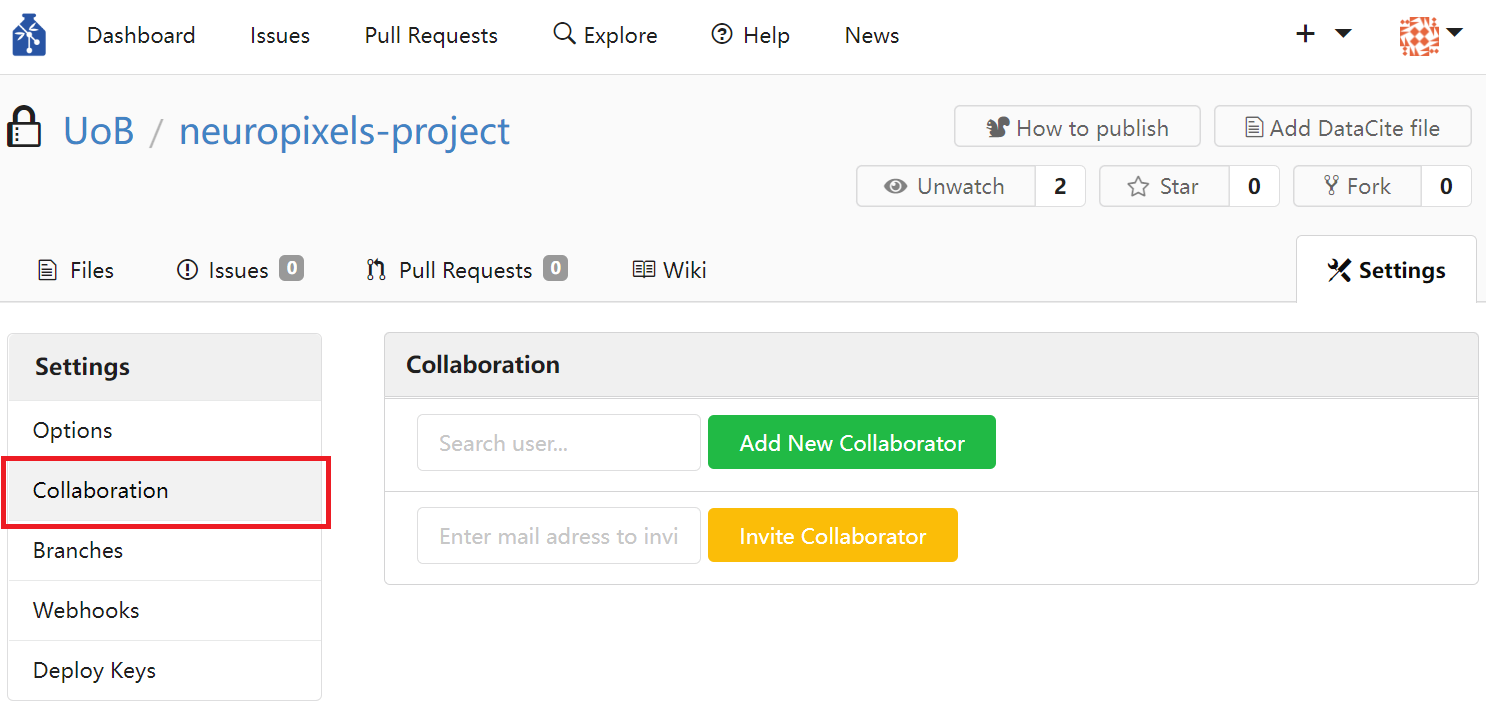 Dashboard Issues Pull Requests Explore Help News
UoB / neuropixels-project
How to publish Add DataCite file
Unwatch 2 Star 0 Fork 0
Files Issues 0 Pull Requests 0 Wiki Settings
Settings
Options
Collaboration
Branches
Webhooks
Deploy Keys
Collaboration
Search user... Add New Collaborator
Enter mail adress to invi Invite Collaborator